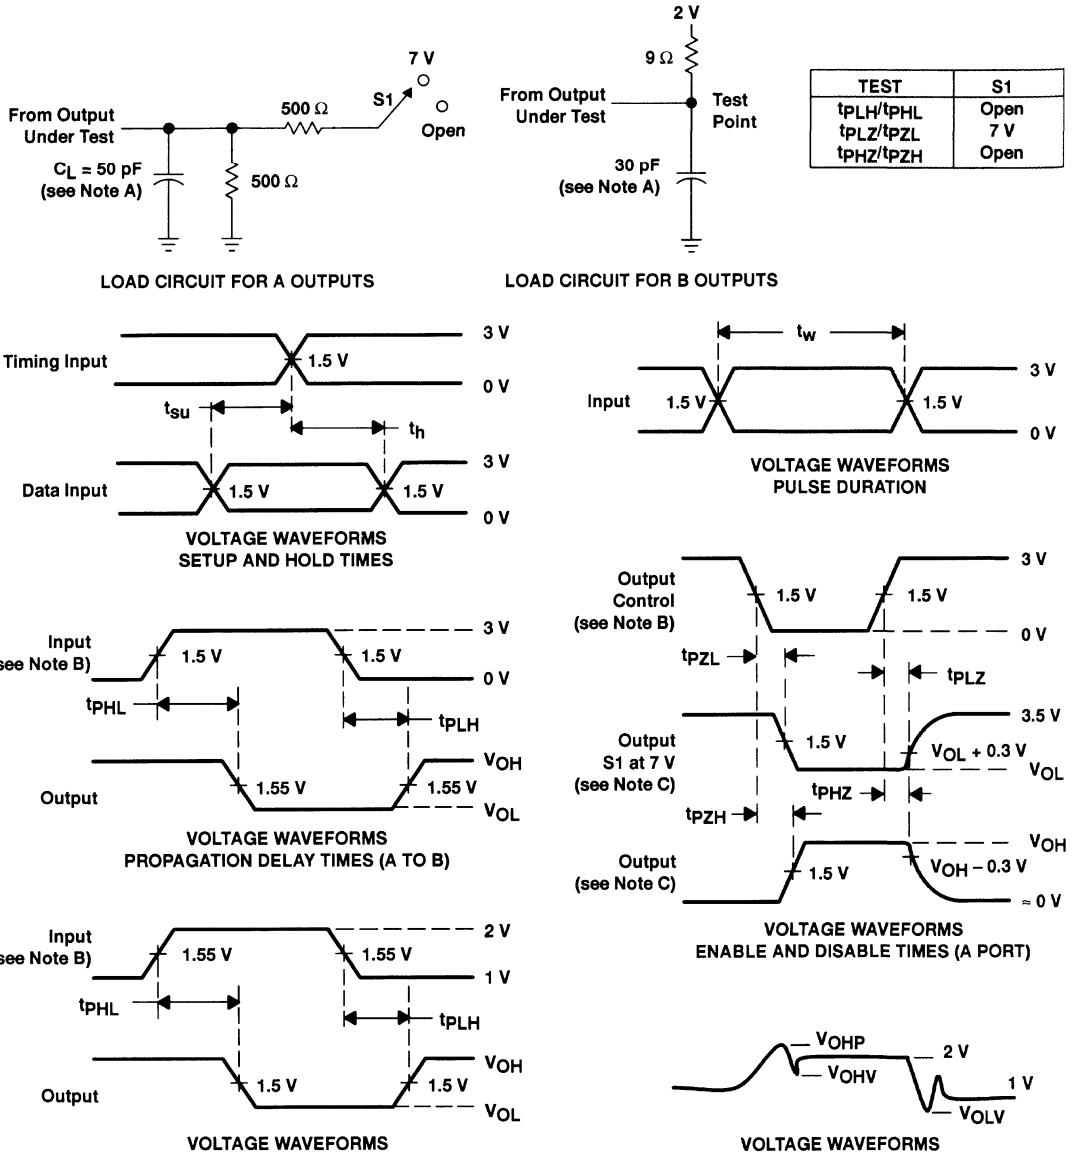 7 V
S1
500 Ω
Open
From Output
Under Test
CL = 50 pF
(see Note A)
500 Ω
LOAD CIRCUIT FOR A OUTPUTS
2 V
9 Ω
From Output
Under Test
Test
Point
30 pF
(see Note A)
LOAD CIRCUIT FOR B OUTPUTS
TEST S1
tPLH/tPHL Open
tPLZ/tPZL 7 V
tPHZ/tPZH Open
Timing Input
1.5 V
3 V
0 V
tsu
th
Data Input
1.5 V
1.5 V
3 V
0 V
VOLTAGE WAVEFORMS
SETUP AND HOLD TIMES
tw
Input
1.5 V
1.5 V
3 V
0 V
VOLTAGE WAVEFORMS
PULSE DURATION
Input
see Note B)
1.5 V
1.5 V
3 V
0 V
tPHL
tPLH
Output
1.55 V
1.55 V
VOH
VOL
VOLTAGE WAVEFORMS
PROPAGATION DELAY TIMES (A TO B)
Output
Control
(see Note B)
1.5 V
1.5 V
3 V
0 V
tPZL
tPLZ
Output
S1 at 7 V
(see Note C)
1.5 V
3.5 V
VOL + 0.3 V
VOL
tPHZ
tPZH
Output
(see Note C)
1.5 V
VOH
VOH – 0.3 V
≈ 0 V
VOLTAGE WAVEFORMS
ENABLE AND DISABLE TIMES (A PORT)
Input
see Note B)
1.55 V
1.55 V
2 V
1 V
tPHL
tPLH
Output
1.5 V
1.5 V
VOH
VOL
VOLTAGE WAVEFORMS
VOHP
VOHV
2 V
1 V
VOLV
VOLTAGE WAVEFORMS